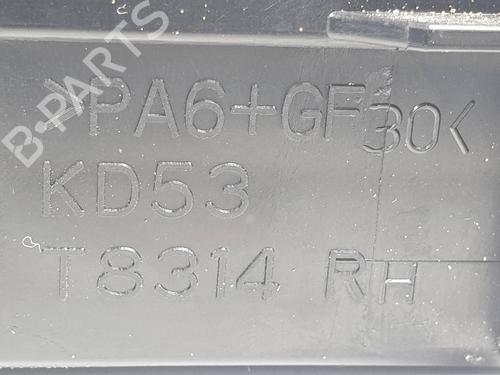 B-PARTS
>PA6+GF30<
KD53
T8314 RH